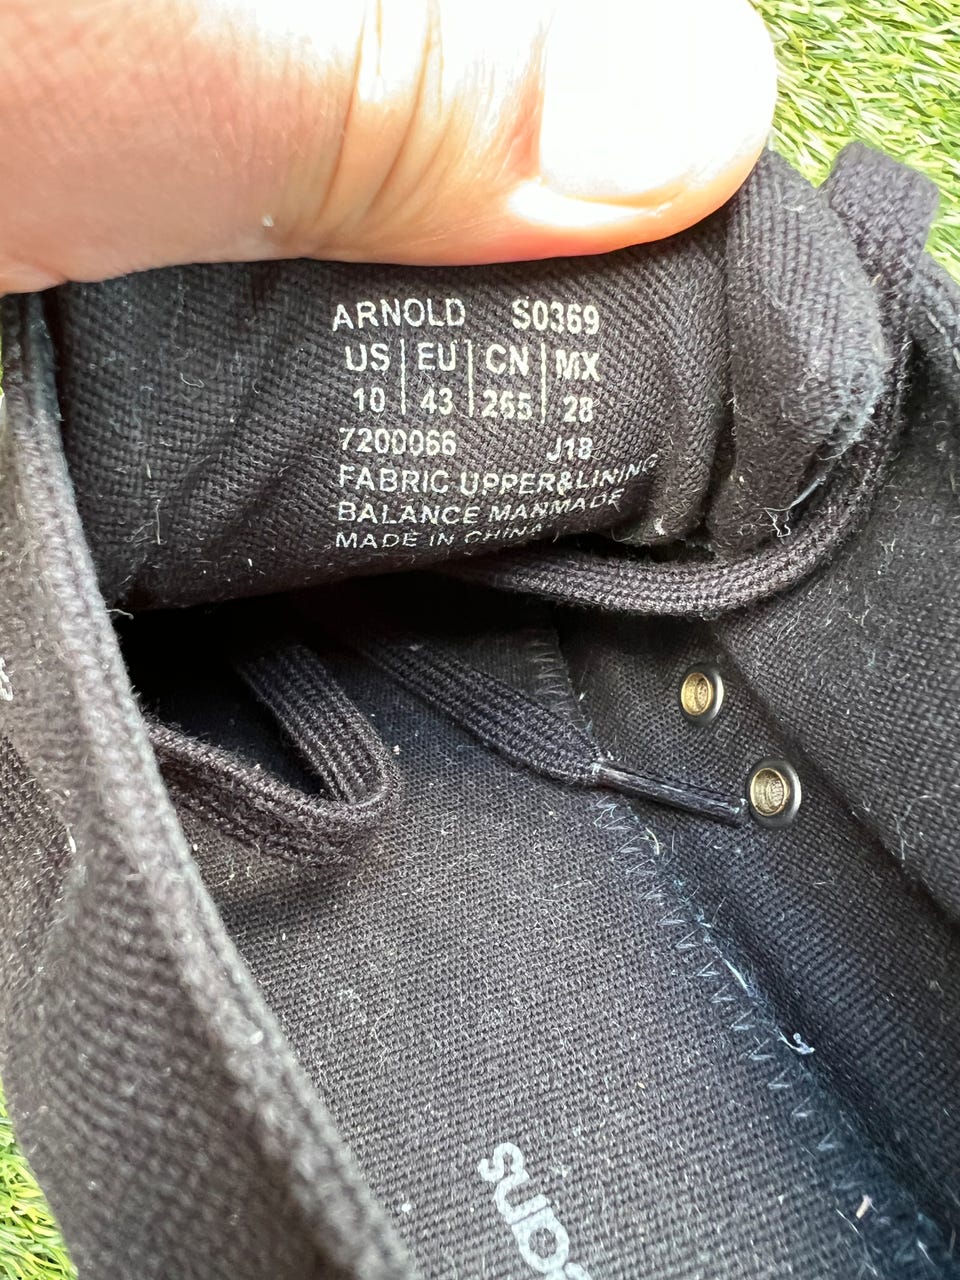 ARNOLD S0369
US | EU | CN | MX
10 | 43 | 265 | 28
7200066 J18
FABRIC UPPER&LINING
BALANCE MANMADE
MADE IN CHINA